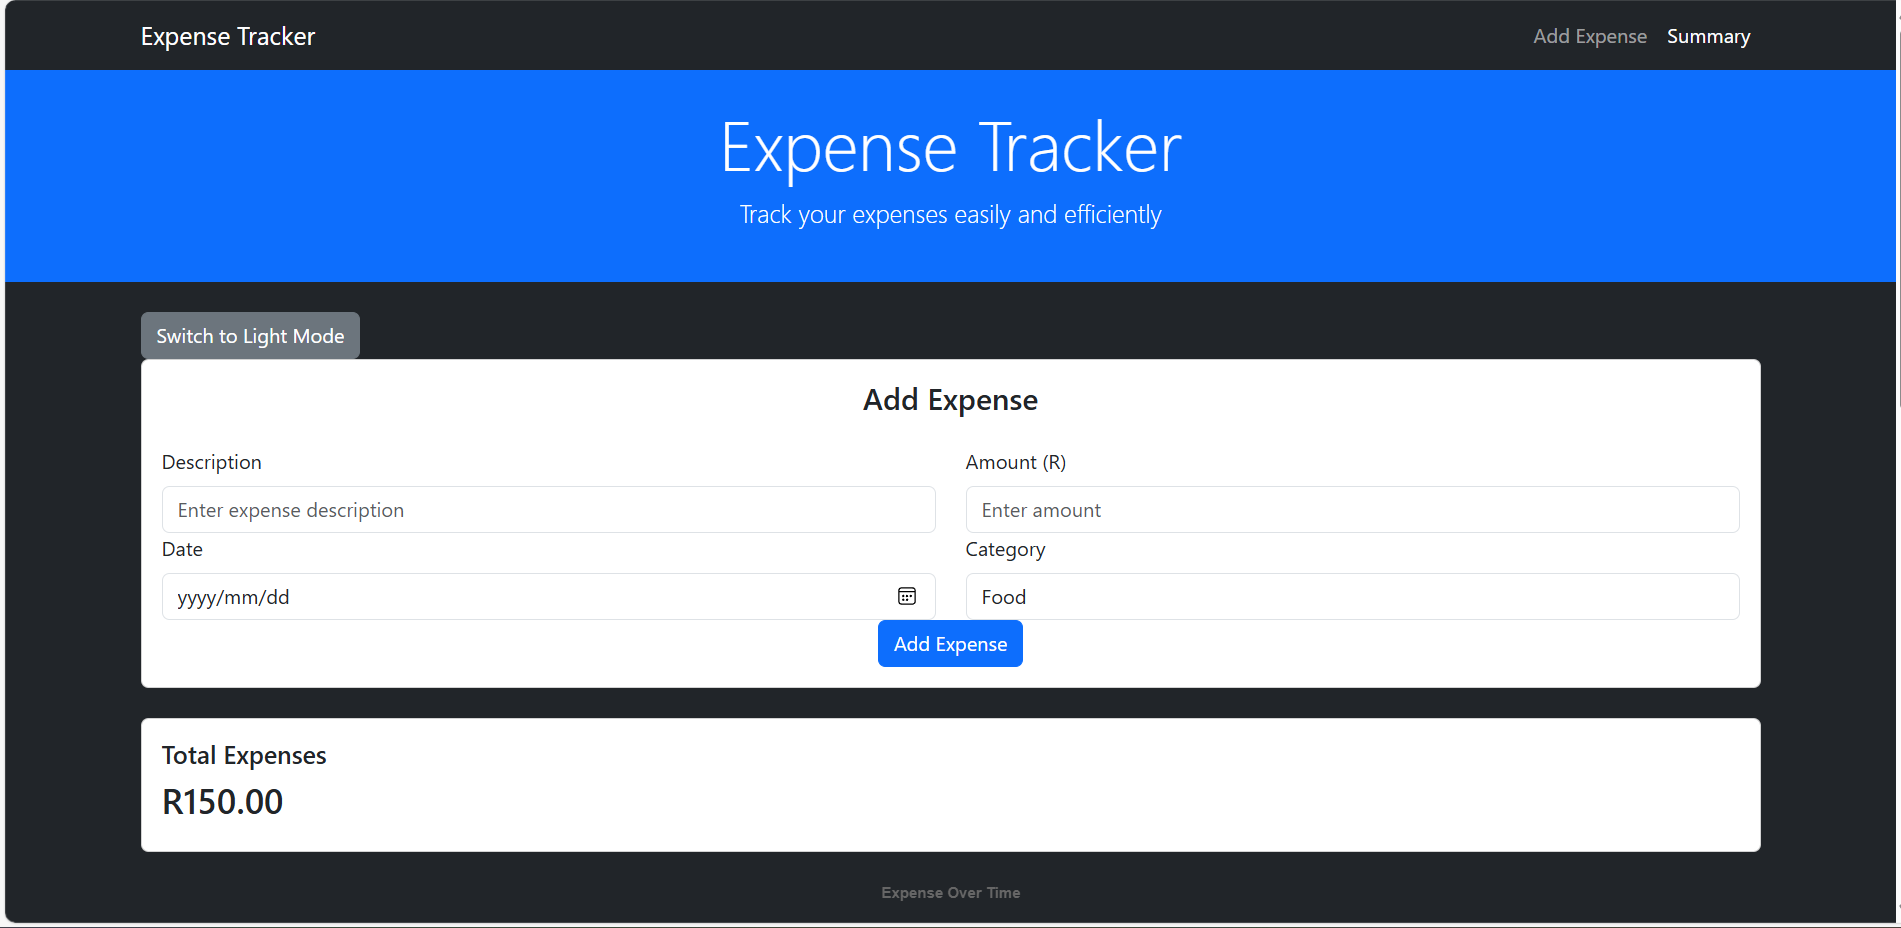 Expense Tracker
Add Expense Summary
Expense Tracker
Track your expenses easily and efficiently
Switch to Light Mode
Add Expense
Description
Amount (R)
Enter expense description
Enter amount
Date
Category
yyyy/mm/dd
Food
Add Expense
Total Expenses
R150.00
Expense Over Time